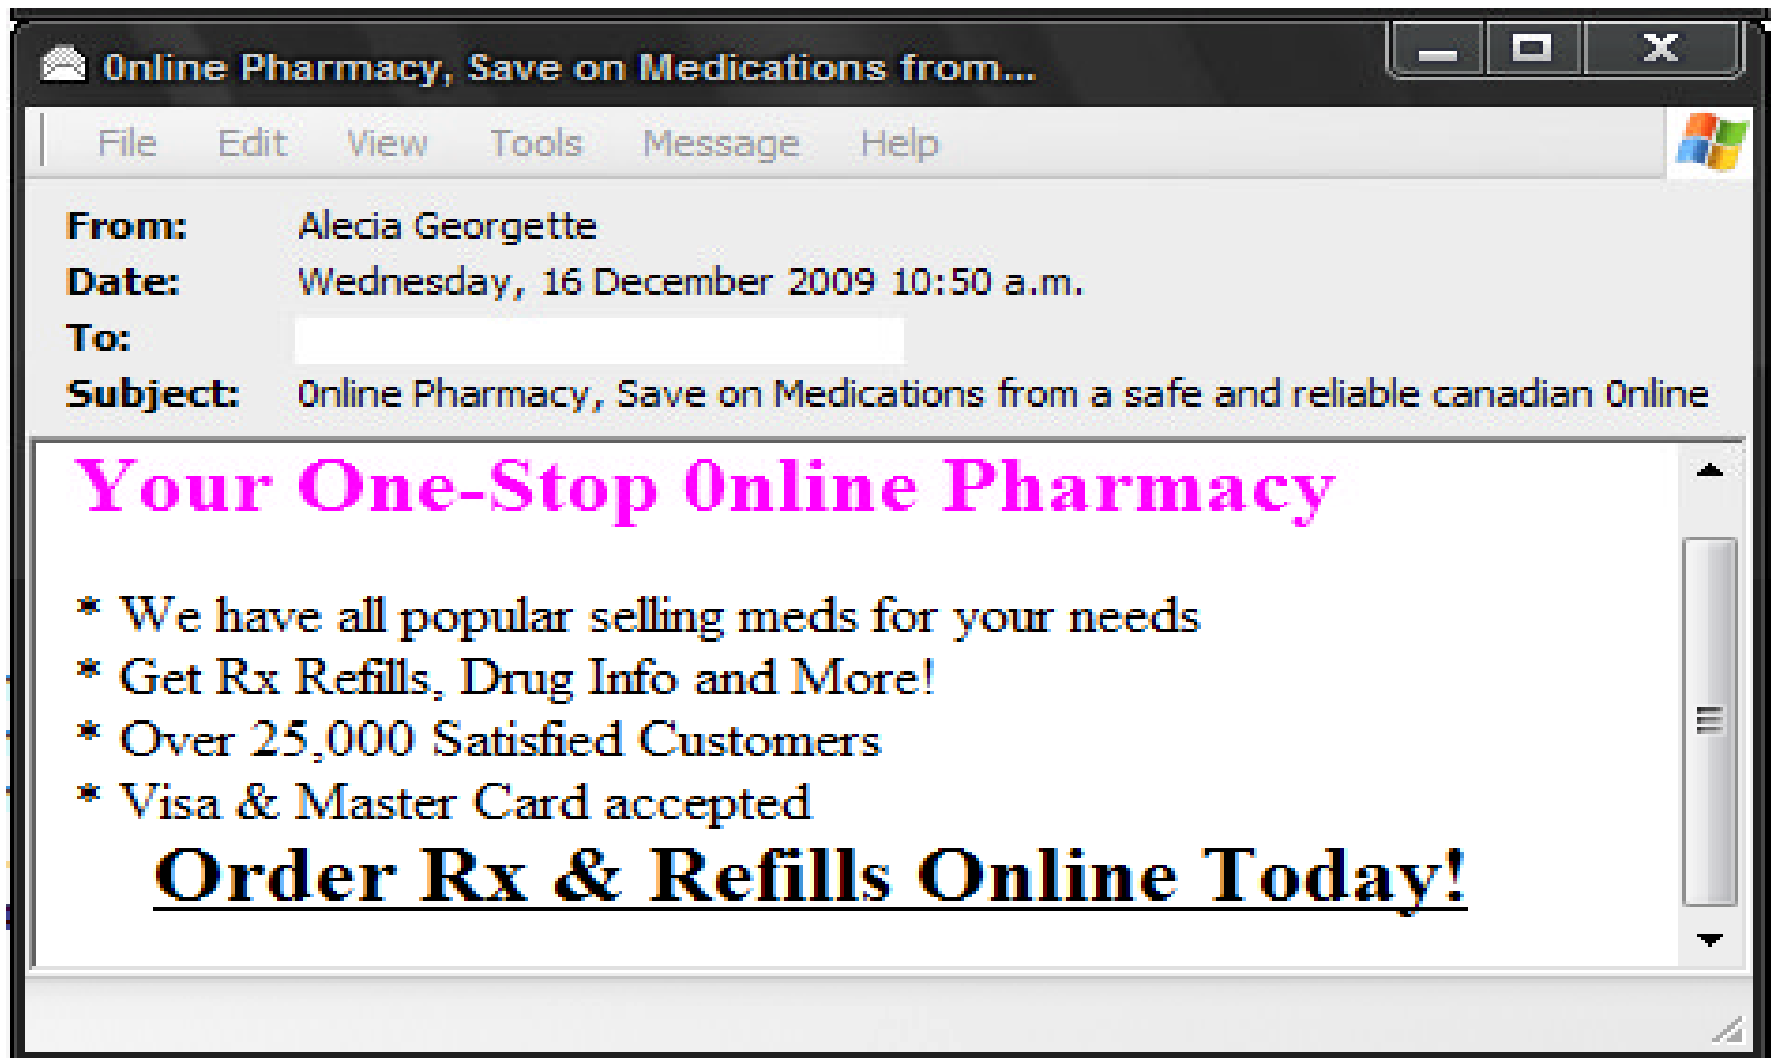 0nline Pharmacy, Save on Medications from...
File Edit View Tools Message Help
From: Alecia Georgette
Date: Wednesday, 16 December 2009 10:50 a.m.
To:
Subject: 0nline Pharmacy, Save on Medications from a safe and reliable canadian 0nline
Your One-Stop 0nline Pharmacy
* We have all popular selling meds for your needs
* Get Rx Refills, Drug Info and More!
* Over 25,000 Satisfied Customers
* Visa & Master Card accepted
Order Rx & Refills Online Today!